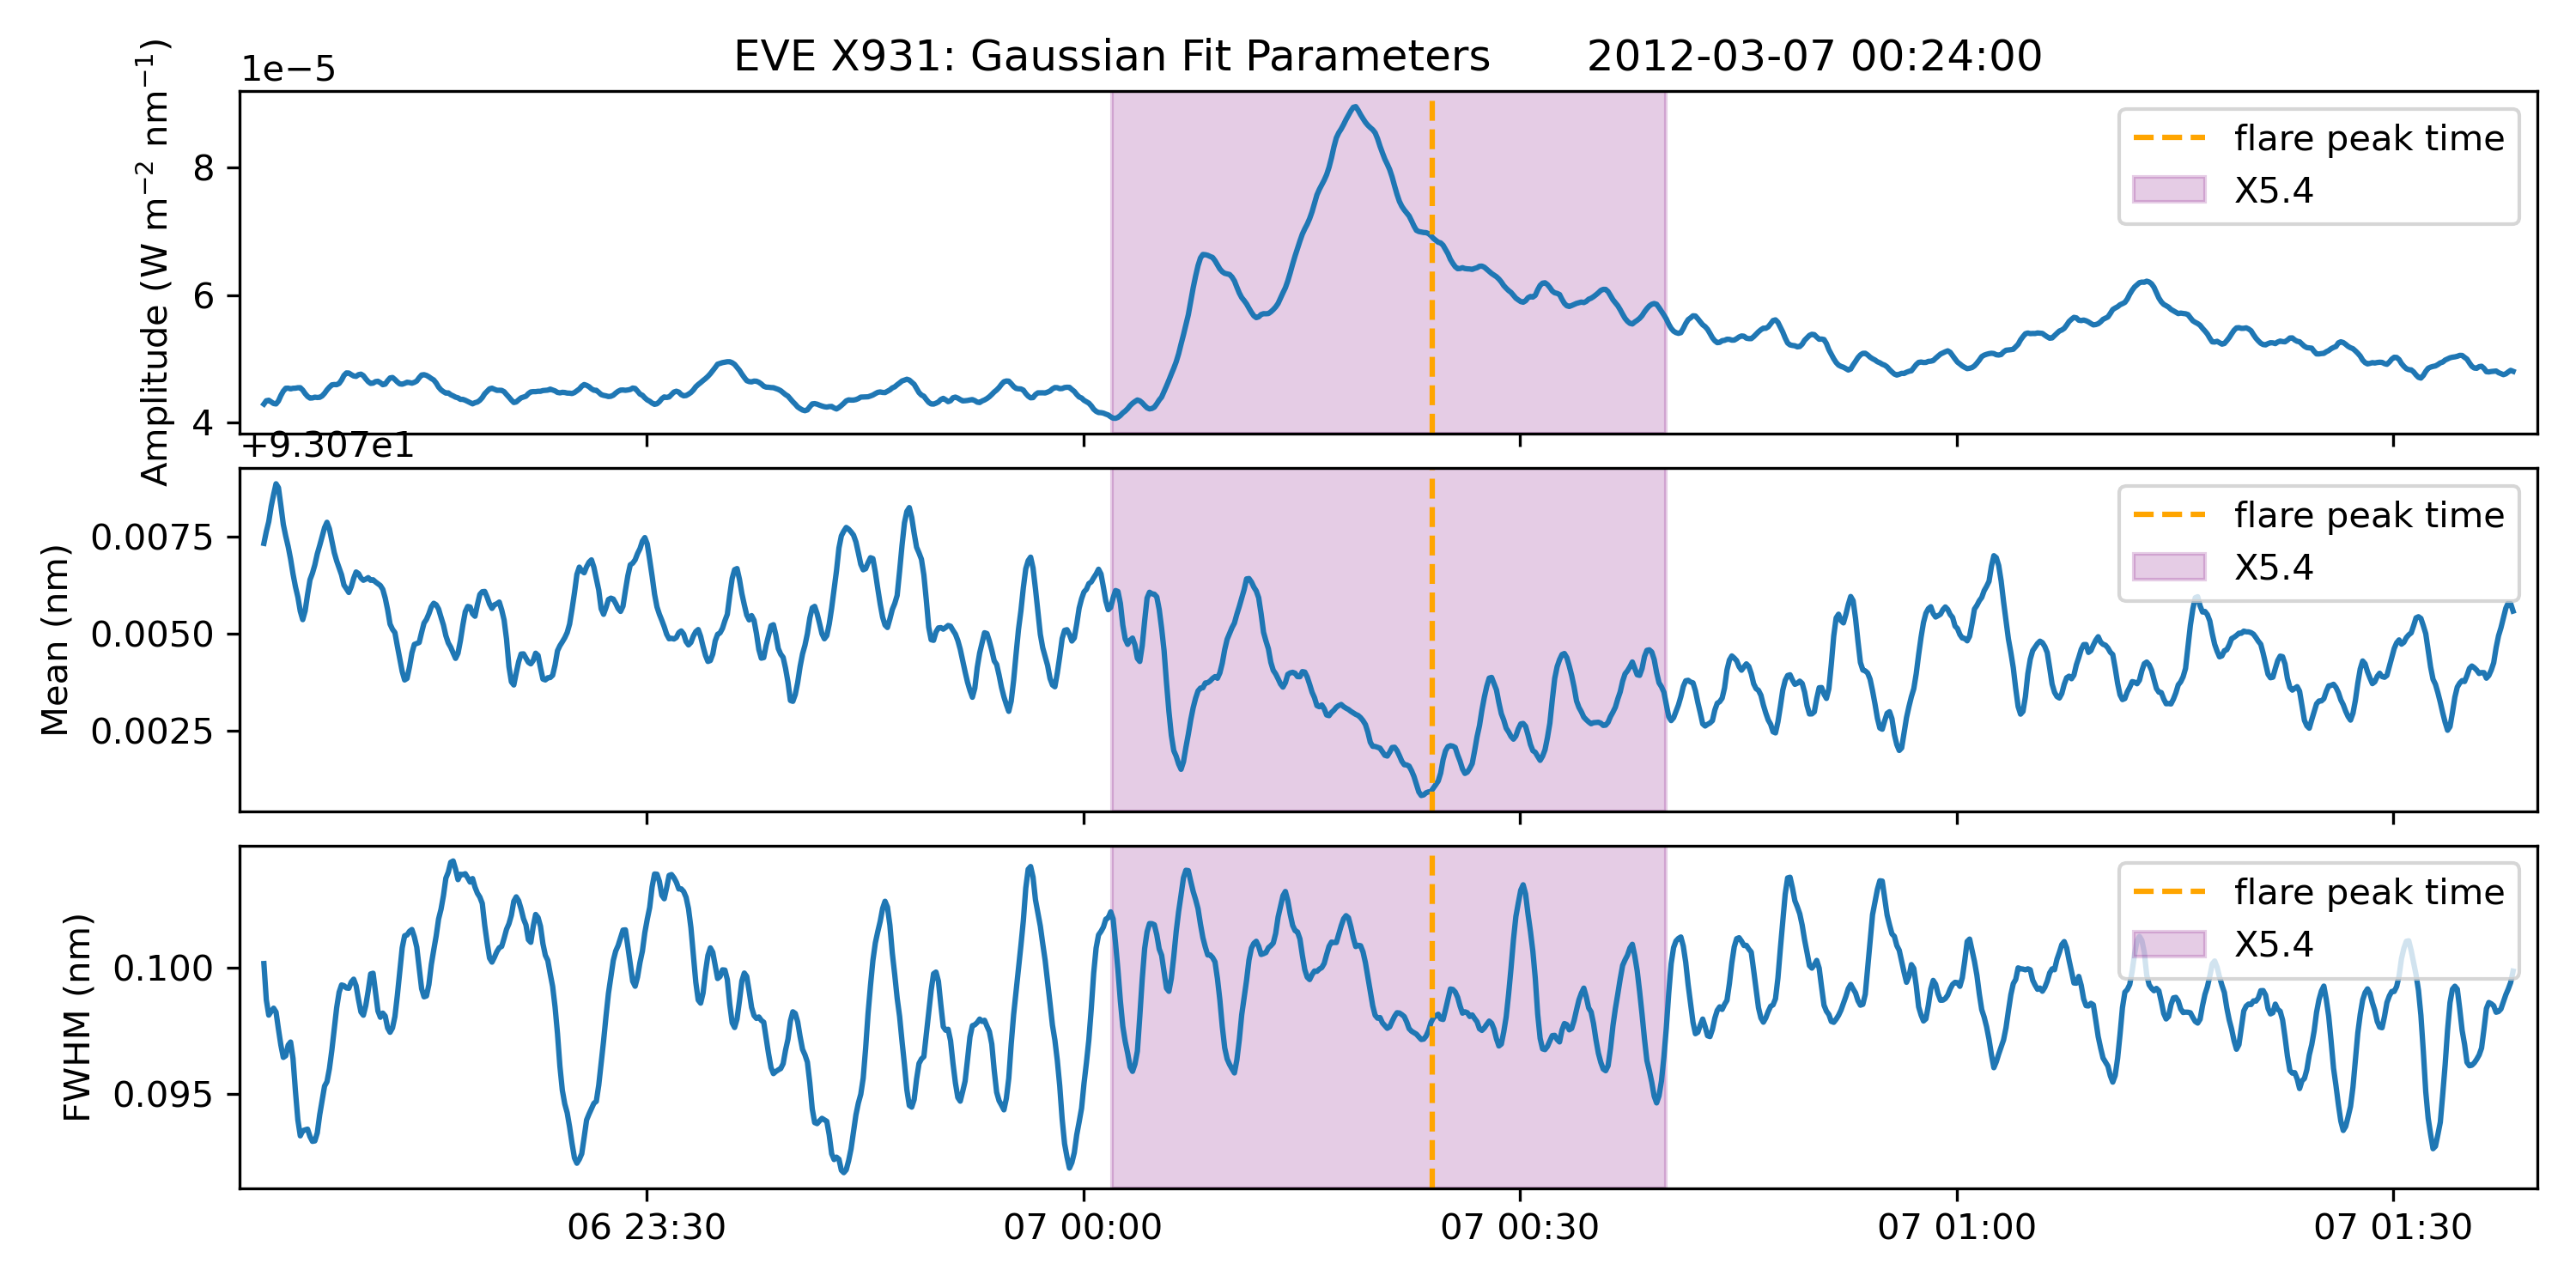 EVE X931: Gaussian Fit Parameters 2012-03-07 00:24:00
1e−5
Amplitude (W m⁻² nm⁻¹)
8
6
4
flare peak time
X5.4
+9.307e1
Mean (nm)
0.0075
0.0050
0.0025
flare peak time
X5.4
FWHM (nm)
0.100
0.095
flare peak time
X5.4
06 23:30
07 00:00
07 00:30
07 01:00
07 01:30